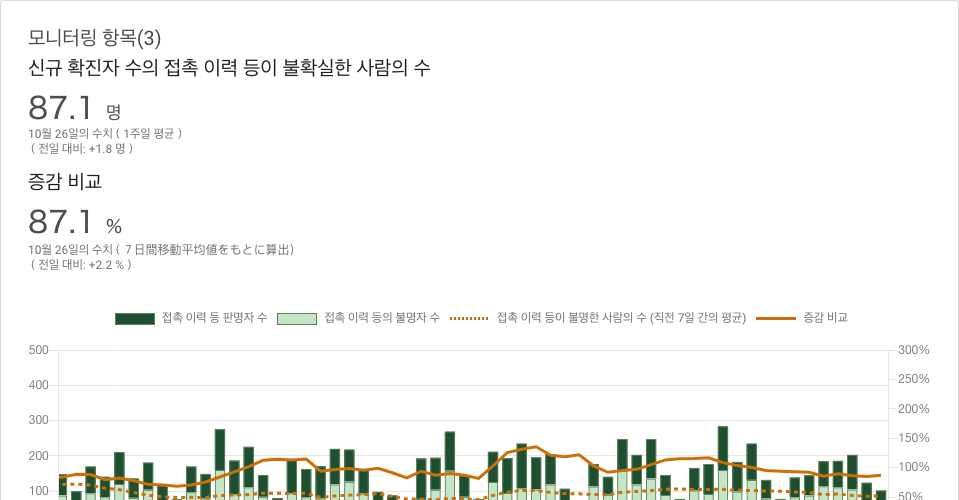 모니터링 항목(3)
신규 확진자 수의 접촉 이력 등이 불확실한 사람의 수
87.1 명
10월 26일의 수치 ( 1주일 평균 )
( 전일 대비: +1.8 명 )
증감 비교
87.1 %
10월 26일의 수치 ( 7日間移動平均値をもとに算出)
( 전일 대비: +2.2 % )
접촉 이력 등 판명자 수 접촉 이력 등의 불명자 수 접촉 이력 등이 불명한 사람의 수 (직전 7일 간의 평균) 증감 비교
500 300%
400 250%
300 200%
200 150%
100 100%
50%